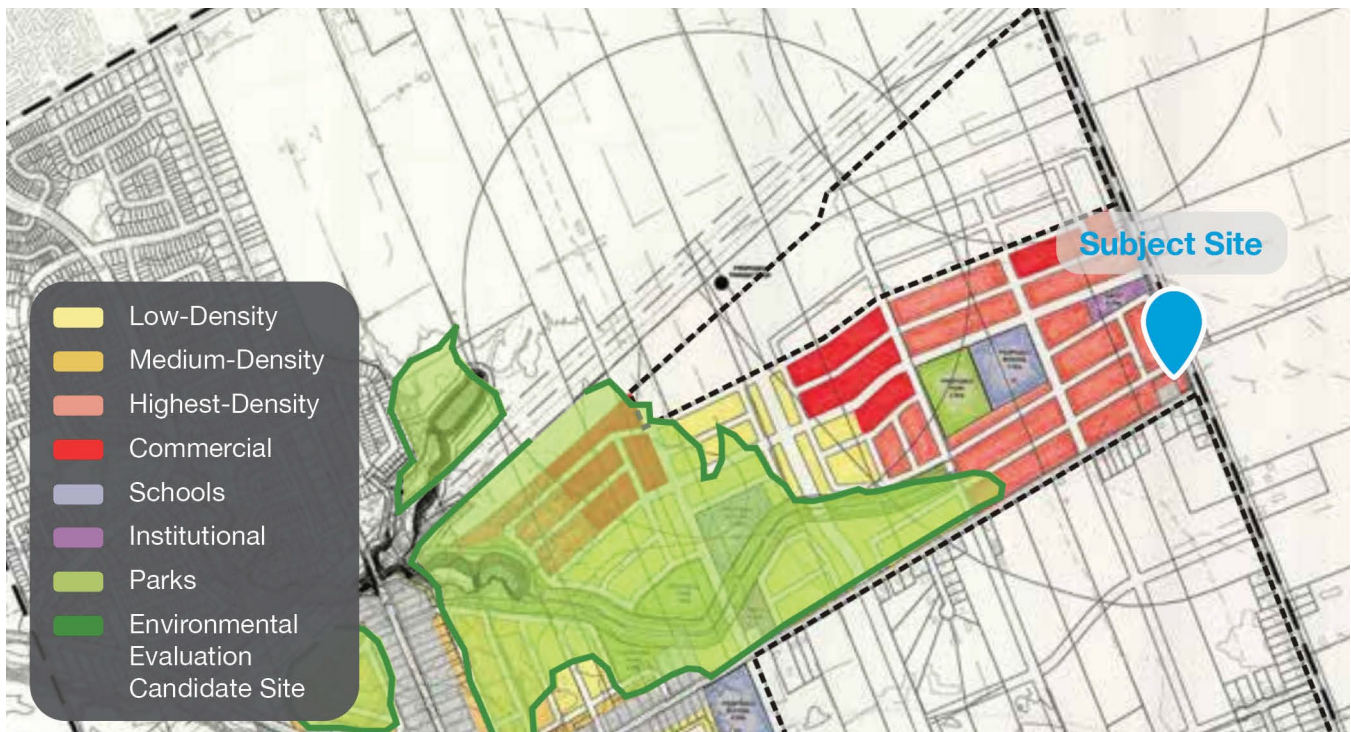 Subject Site
Low-Density
Medium-Density
Highest-Density
Commercial
Schools
Institutional
Parks
Environmental
Evaluation
Candidate Site